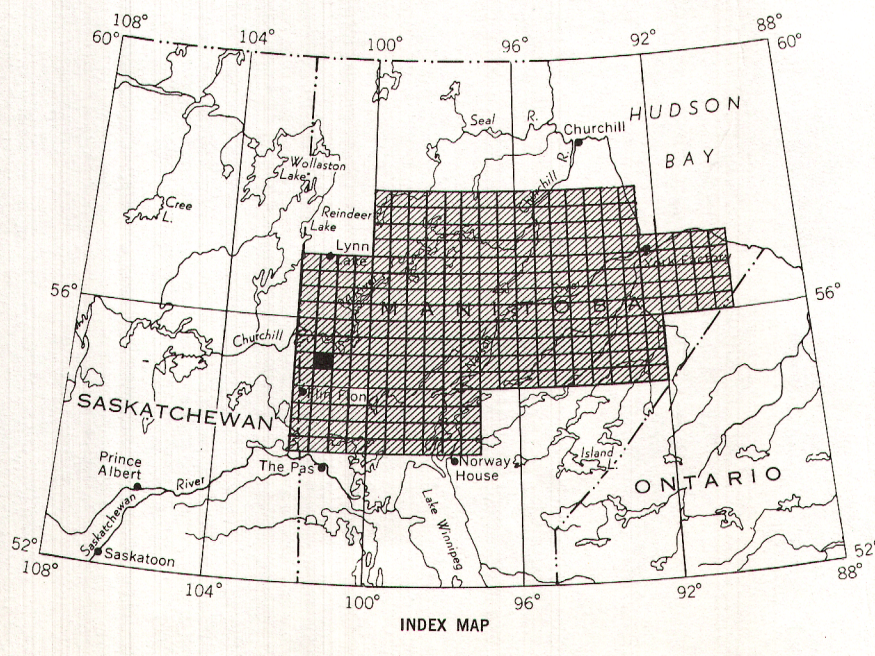 108°
104°
100°
96°
92°
88°
60°
60°
HUDSON
BAY
Seal R.
Churchill
Churchill R.
Wollaston
Lake
Cree
L.
Reindeer
Lake
Lynn
Lake
York Factory
56°
56°
MANITOBA
Nelson
Churchill
Flin Flon
SASKATCHEWAN
Prince
Albert
River
Saskatchewan
The Pas
Norway
House
Island
L.
ONTARIO
Lake Winnipeg
Saskatoon
52°
52°
108°
104°
100°
96°
92°
88°
INDEX MAP